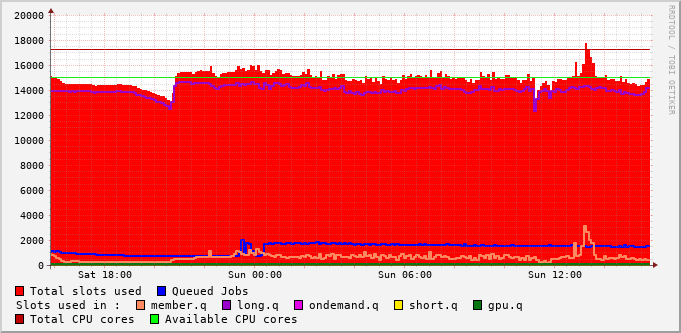 20000
18000
16000
14000
12000
10000
8000
6000
4000
2000
0
Sat 18:00 Sun 00:00 Sun 06:00 Sun 12:00
RRDTOOL / TOBI OETIKER
Total slots used Queued Jobs
Slots used in : member.q long.q ondemand.q short.q gpu.q
Total CPU cores Available CPU cores